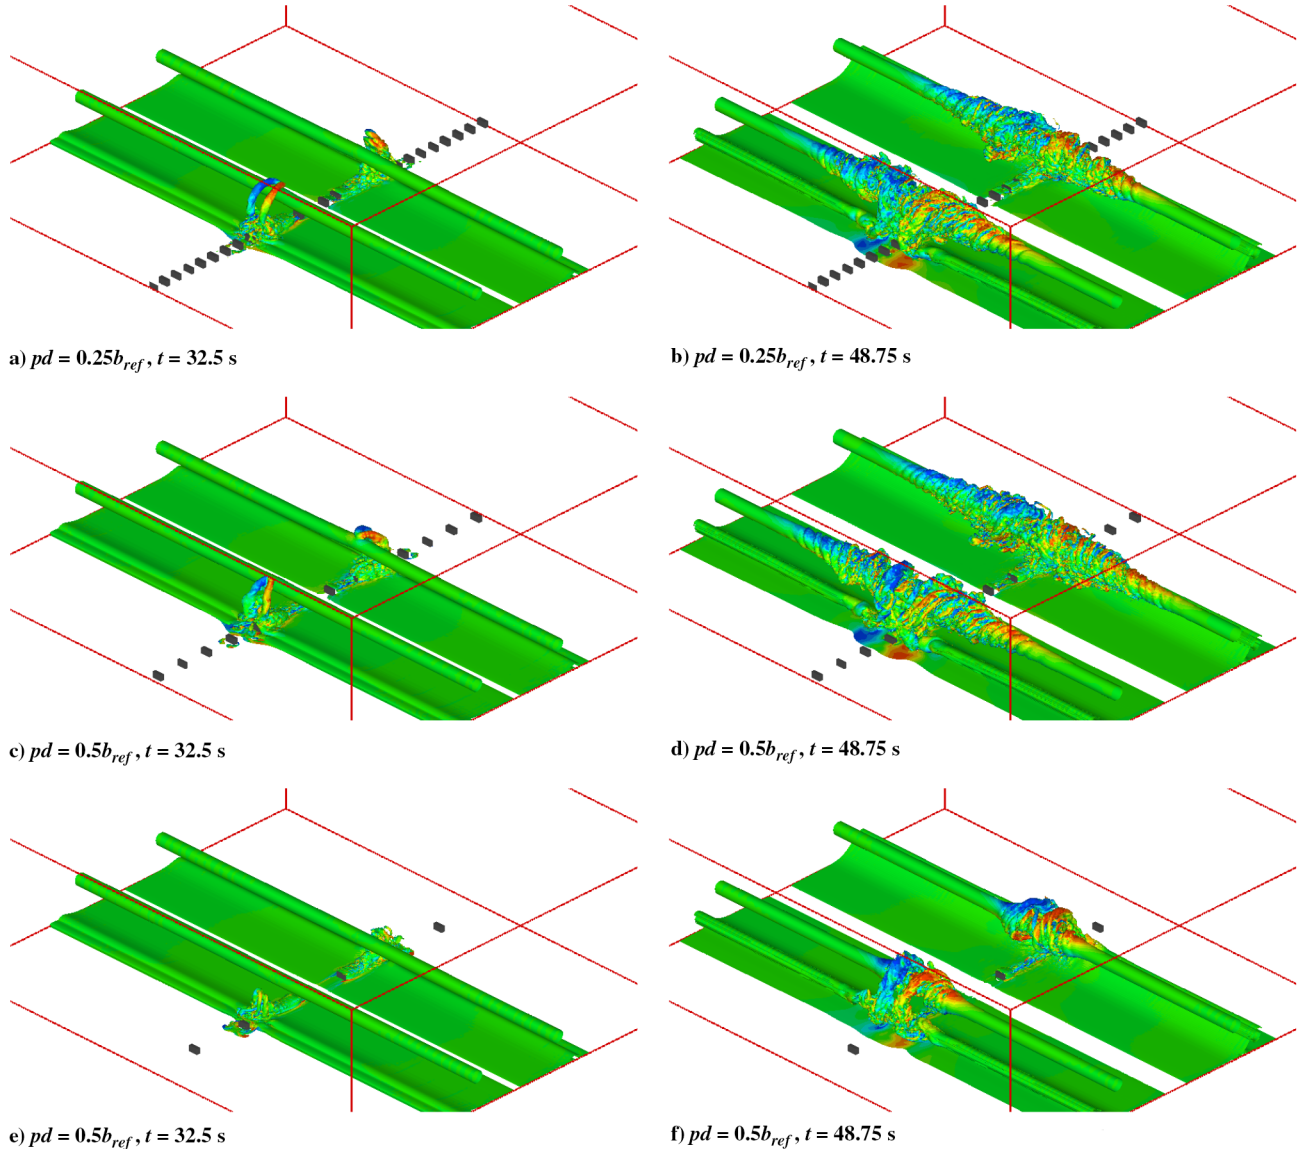 a) pd = 0.25b_ref, t = 32.5 s
b) pd = 0.25b_ref, t = 48.75 s
c) pd = 0.5b_ref, t = 32.5 s
d) pd = 0.5b_ref, t = 48.75 s
e) pd = 0.5b_ref, t = 32.5 s
f) pd = 0.5b_ref, t = 48.75 s